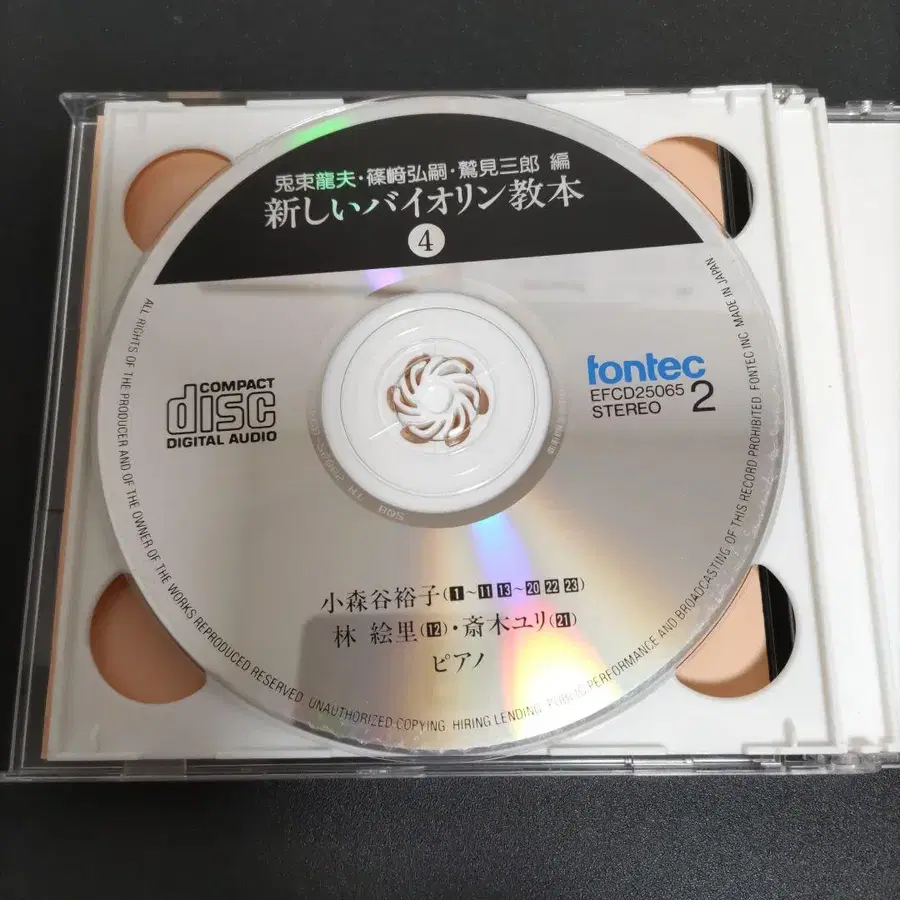 兎束龍夫・篠﨑弘嗣・鷲見三郎 編
新しいバイオリン教本
4
COMPACT
disc
DIGITAL AUDIO
fontec
EFCD25065
STEREO 2
小森谷裕子(1～11 13～20 22 23)
林 絵里(12)・斎木ユリ(21)
ピアノ
ALL RIGHTS OF THE PRODUCER AND OF THE OWNER OF THE WORKS REPRODUCED RESERVED. UNAUTHORIZED COPYING. HIRING LENDING. PUBLIC PERFORMANCE AND BROADCASTING OF THIS RECORD PROHIBITED. FONTEC INC. MADE IN JAPAN